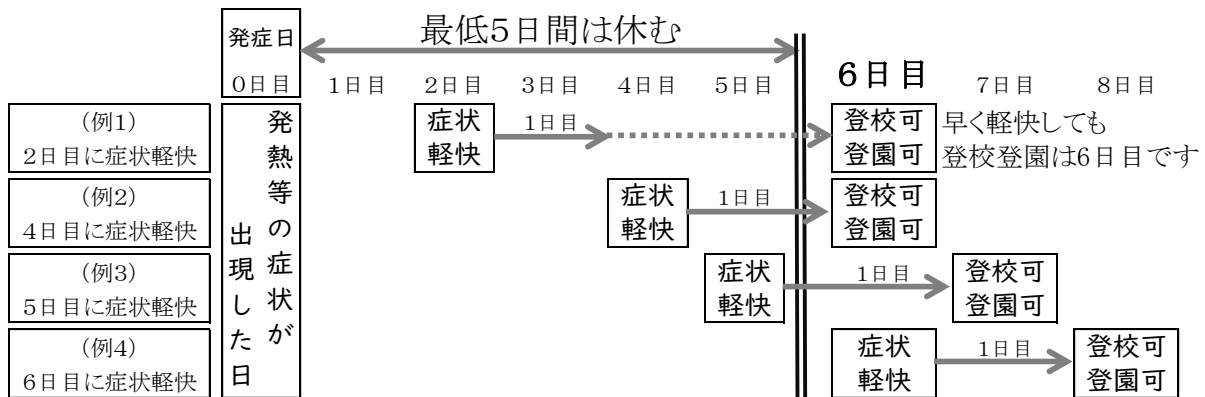 発症日
最低5日間は休む
0日目 1日目 2日目 3日目 4日目 5日目 6日目 7日目 8日目
発熱等の症状が
出現した日
(例1)
2日目に症状軽快
症状
軽快
1日目
登校可
登園可
早く軽快しても
登校登園は6日目です
(例2)
4日目に症状軽快
症状
軽快
1日目
登校可
登園可
(例3)
5日目に症状軽快
症状
軽快
1日目
登校可
登園可
(例4)
6日目に症状軽快
症状
軽快
1日目
登校可
登園可